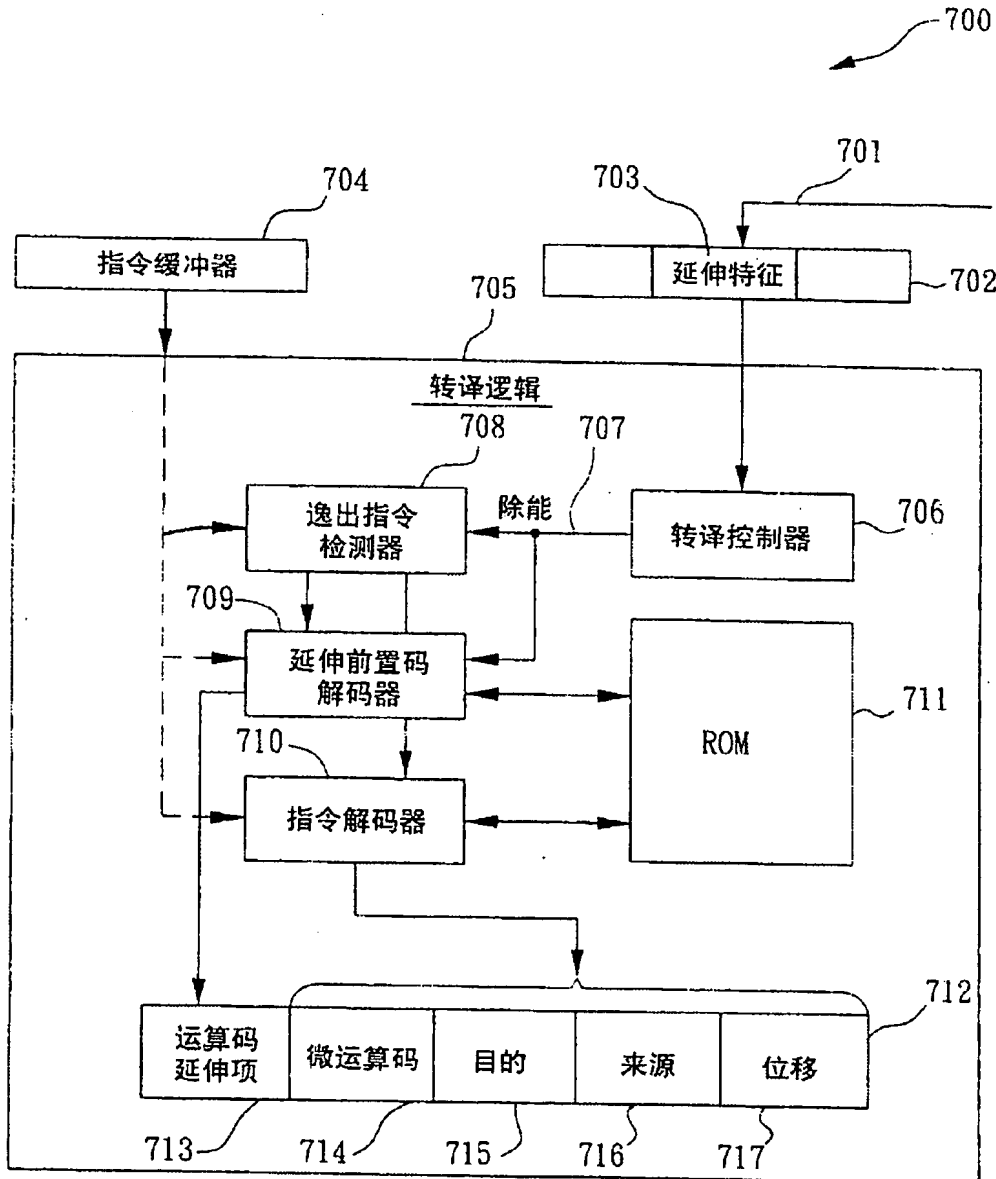 700
701
703
704
指令缓冲器
延伸特征
702
705
转译逻辑
708
707
逸出指令
检测器
除能
转译控制器
706
709
延伸前置码
解码器
711
ROM
710
指令解码器
712
运算码
延伸项
微运算码
目的
来源
位移
713
714
715
716
717